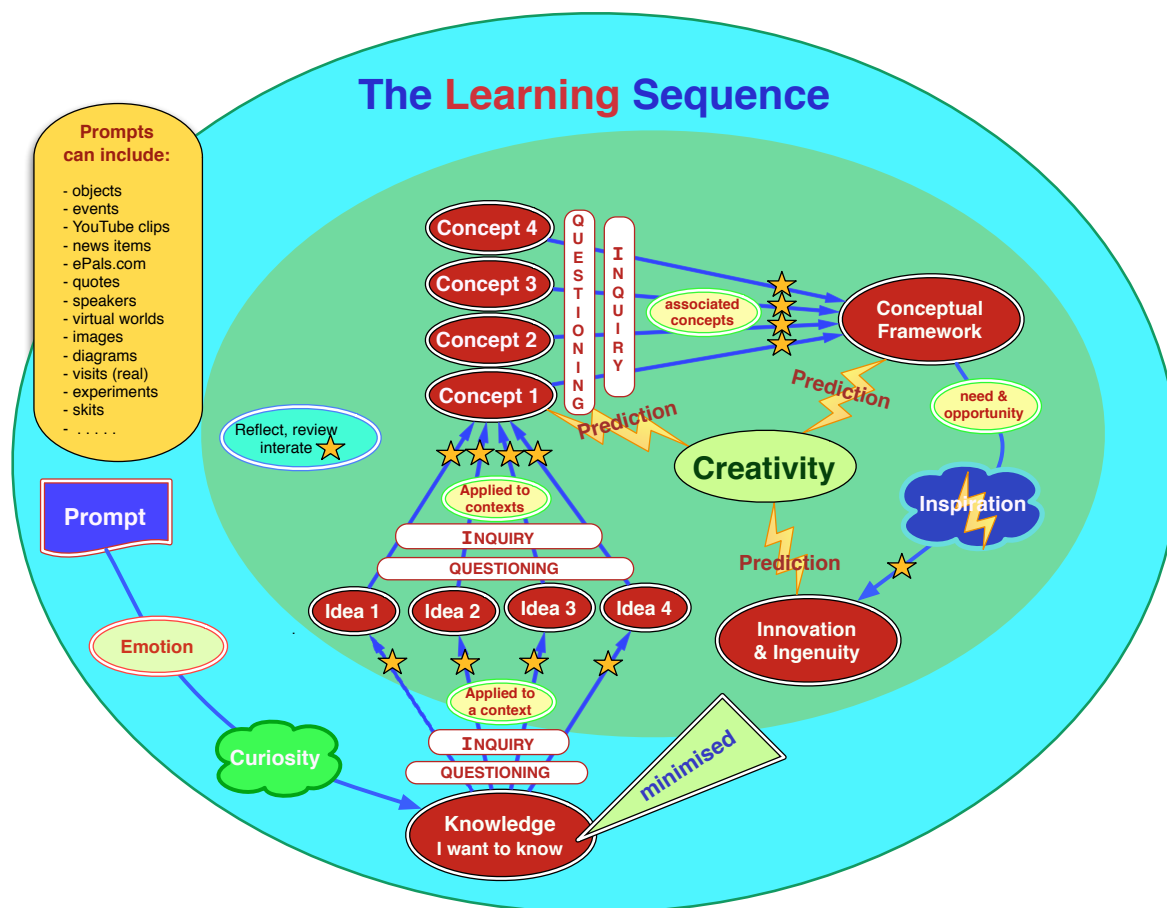 The Learning Sequence
Prompts
can include:
- objects
- events
- YouTube clips
- news items
- ePals.com
- quotes
- speakers
- virtual worlds
- images
- diagrams
- visits (real)
- experiments
- skits
- . . . . .
Concept 4
Concept 3
Concept 2
Concept 1
QUESTIONING
INQUIRY
associated
concepts
Conceptual
Framework
Prediction
Prediction
need &
opportunity
Reflect, review
interate
Creativity
Applied to
contexts
INQUIRY
QUESTIONING
Inspiration
Prompt
Prediction
Idea 1
Idea 2
Idea 3
Idea 4
Innovation
& Ingenuity
Emotion
Applied to
a context
INQUIRY
QUESTIONING
Curiosity
minimised
Knowledge
I want to know